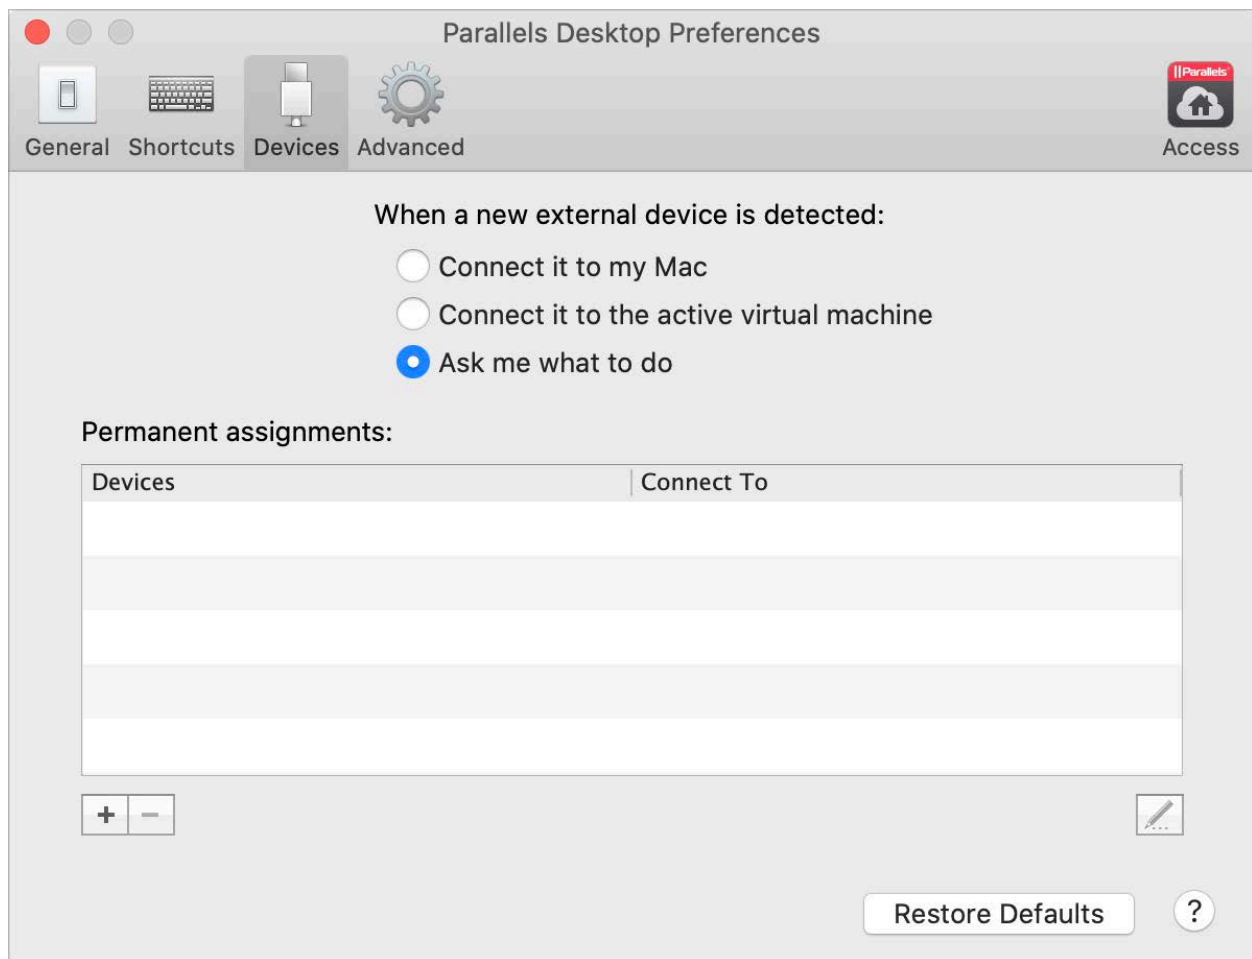 Parallels Desktop Preferences
|| Parallels®
General Shortcuts Devices Advanced Access
When a new external device is detected:
Connect it to my Mac
Connect it to the active virtual machine
Ask me what to do
Permanent assignments:
Devices Connect To
+ −
Restore Defaults ?